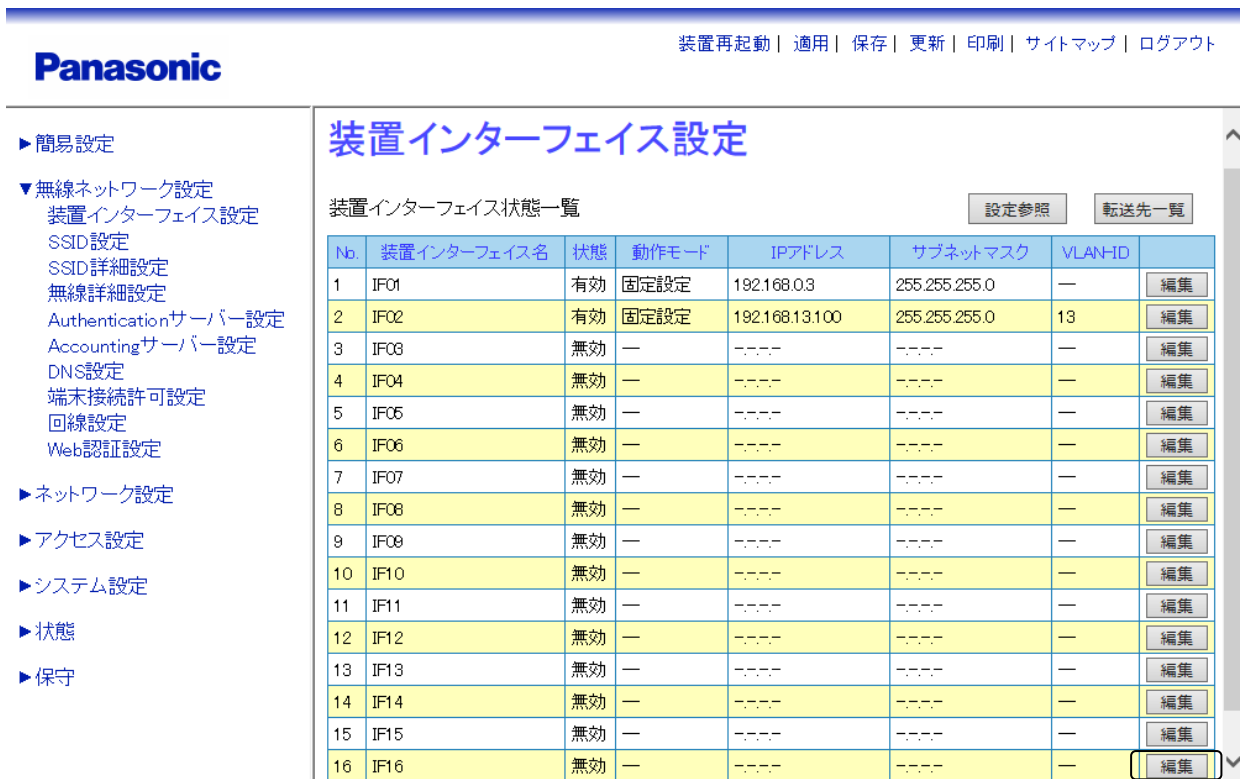 装置再起動| 適用| 保存| 更新| 印刷| サイトマップ| ログアウト
Panasonic
▶簡易設定
▼無線ネットワーク設定
装置インターフェイス設定
SSID設定
SSID詳細設定
無線詳細設定
Authenticationサーバー設定
Accountingサーバー設定
DNS設定
端末接続許可設定
回線設定
Web認証設定
▶ネットワーク設定
▶アクセス設定
▶システム設定
▶状態
▶保守
装置インターフェイス設定
装置インターフェイス状態一覧 設定参照 転送先一覧
No. 装置インターフェイス名 状態 動作モード IPアドレス サブネットマスク VLAN-ID
1 IF01 有効 固定設定 192.168.0.3 255.255.255.0 — 編集
2 IF02 有効 固定設定 192.168.13.100 255.255.255.0 13 編集
3 IF03 無効 — -.-.-.- -.-.-.- — 編集
4 IF04 無効 — -.-.-.- -.-.-.- — 編集
5 IF05 無効 — -.-.-.- -.-.-.- — 編集
6 IF06 無効 — -.-.-.- -.-.-.- — 編集
7 IF07 無効 — -.-.-.- -.-.-.- — 編集
8 IF08 無効 — -.-.-.- -.-.-.- — 編集
9 IF09 無効 — -.-.-.- -.-.-.- — 編集
10 IF10 無効 — -.-.-.- -.-.-.- — 編集
11 IF11 無効 — -.-.-.- -.-.-.- — 編集
12 IF12 無効 — -.-.-.- -.-.-.- — 編集
13 IF13 無効 — -.-.-.- -.-.-.- — 編集
14 IF14 無効 — -.-.-.- -.-.-.- — 編集
15 IF15 無効 — -.-.-.- -.-.-.- — 編集
16 IF16 無効 — -.-.-.- -.-.-.- — 編集